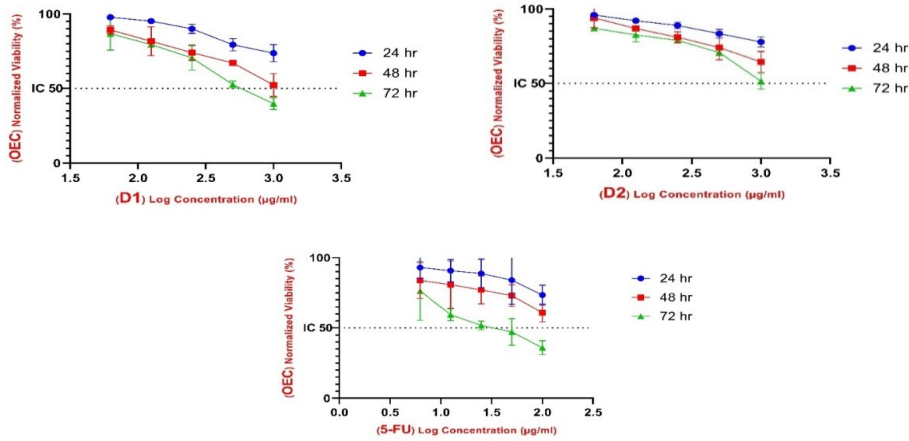 (OEC) Normalized Viability (%)
100
IC 50
0
1.5 2.0 2.5 3.0 3.5
(D1) Log Concentration (µg/ml)
24 hr
48 hr
72 hr
(OEC) Normalized Viability (%)
100
IC 50
0
1.5 2.0 2.5 3.0 3.5
(D2) Log Concentration (µg/ml)
24 hr
48 hr
72 hr
(OEC) Normalized Viability (%)
100
IC 50
0
0.0 0.5 1.0 1.5 2.0 2.5
(5-FU) Log Concentration (µg/ml)
24 hr
48 hr
72 hr